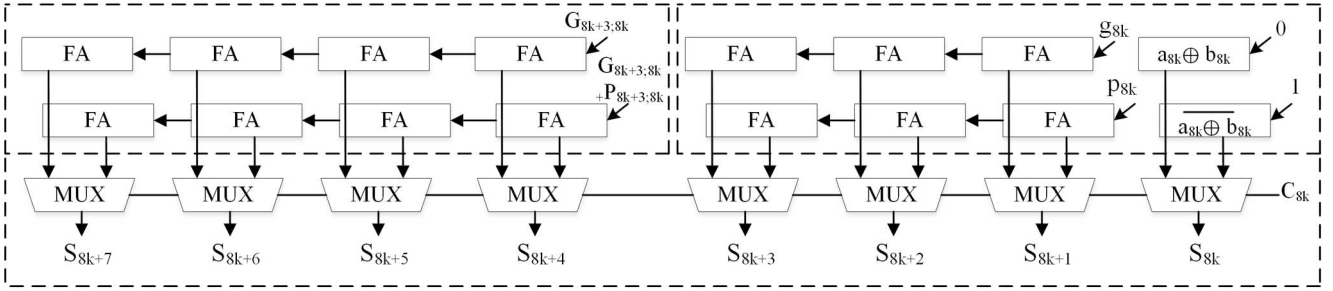 G8k+3;8k
FA FA FA FA FA FA FA g8k a8k⊕ b8k 0
G8k+3;8k
+P8k+3;8k
FA FA FA FA FA FA FA p8k a8k⊕ b8k 1
MUX MUX MUX MUX MUX MUX MUX MUX C8k
S8k+7 S8k+6 S8k+5 S8k+4 S8k+3 S8k+2 S8k+1 S8k